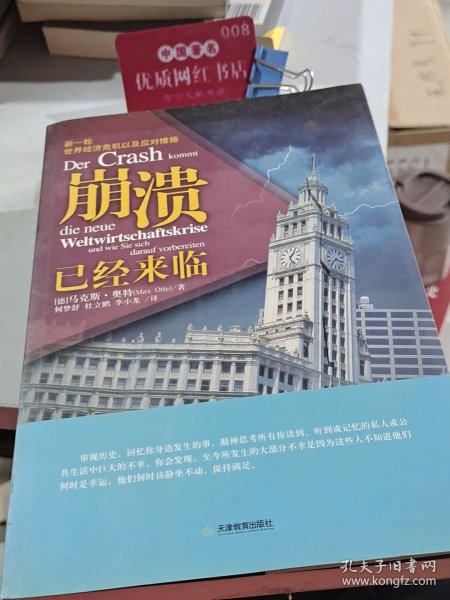 中国著名
008
优质网红书店
新一轮
世界经济危机以及应对措施
Der Crash kommt
崩溃
die neue
Weltwirtschaftskrise
und wie Sie sich
darauf vorbereiten
已经来临
[德]马克斯·奥特(Max Otte)/著
何梦舒 杜立鹏 李小龙 /译
审视历史,回忆你身边发生的事,凝神思考所有你读到、听到或记忆的私人或公
共生活中巨大的不幸,你会发现,至今所发生的大部分不幸是因为这些人不知道他们
何时是幸运,他们何时该静坐不动、保持满足。
天津教育出版社
孔夫子旧书网
www.kongfz.com